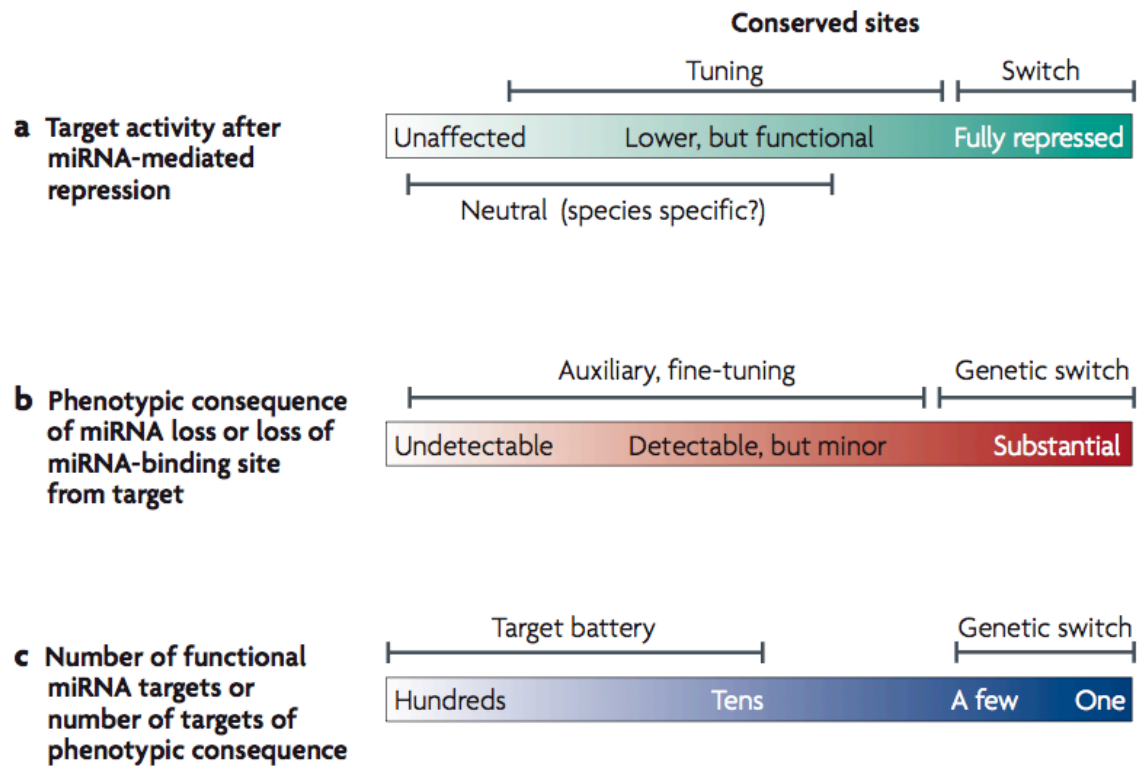 Conserved sites
Tuning Switch
a Target activity after
miRNA-mediated
repression
Unaffected Lower, but functional Fully repressed
Neutral (species specific?)
Auxiliary, fine-tuning Genetic switch
b Phenotypic consequence
of miRNA loss or loss of
miRNA-binding site
from target
Undetectable Detectable, but minor Substantial
Target battery Genetic switch
c Number of functional
miRNA targets or
number of targets of
phenotypic consequence
Hundreds Tens A few One